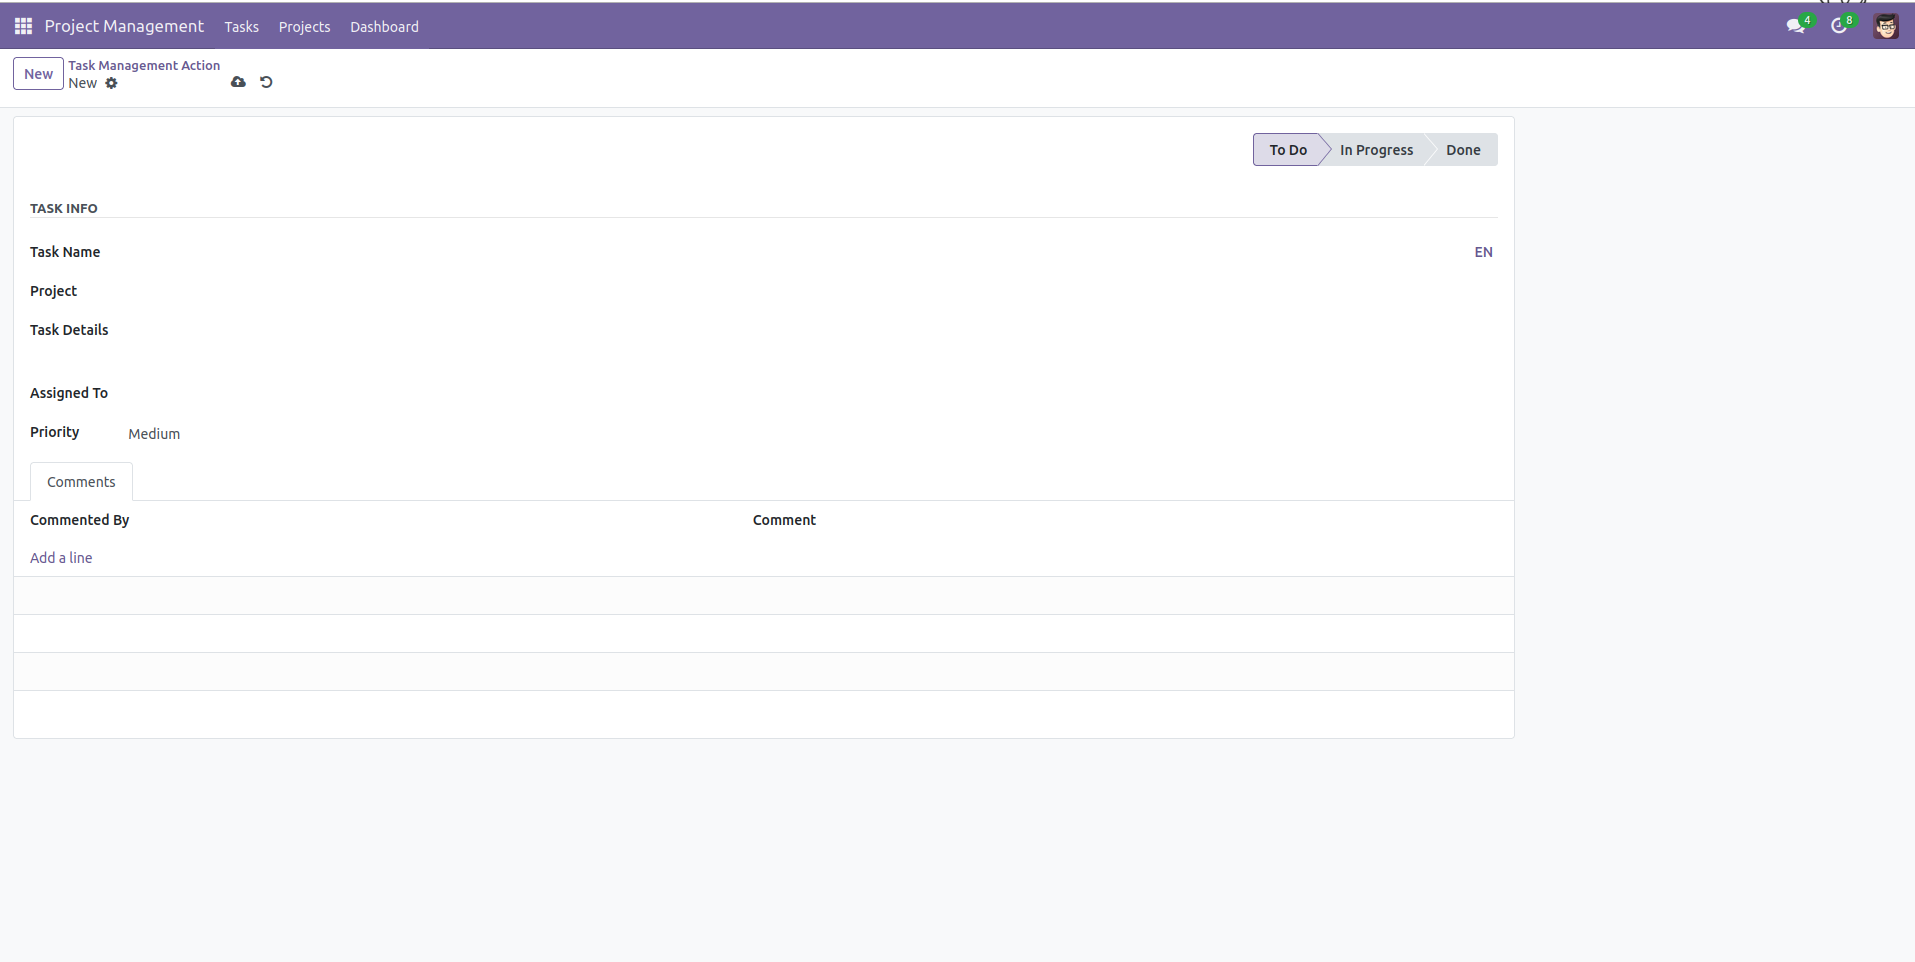 Project Management Tasks Projects Dashboard 4 8
New Task Management Action
New
To Do In Progress Done
TASK INFO
Task Name EN
Project
Task Details
Assigned To
Priority Medium
Comments
Commented By Comment
Add a line